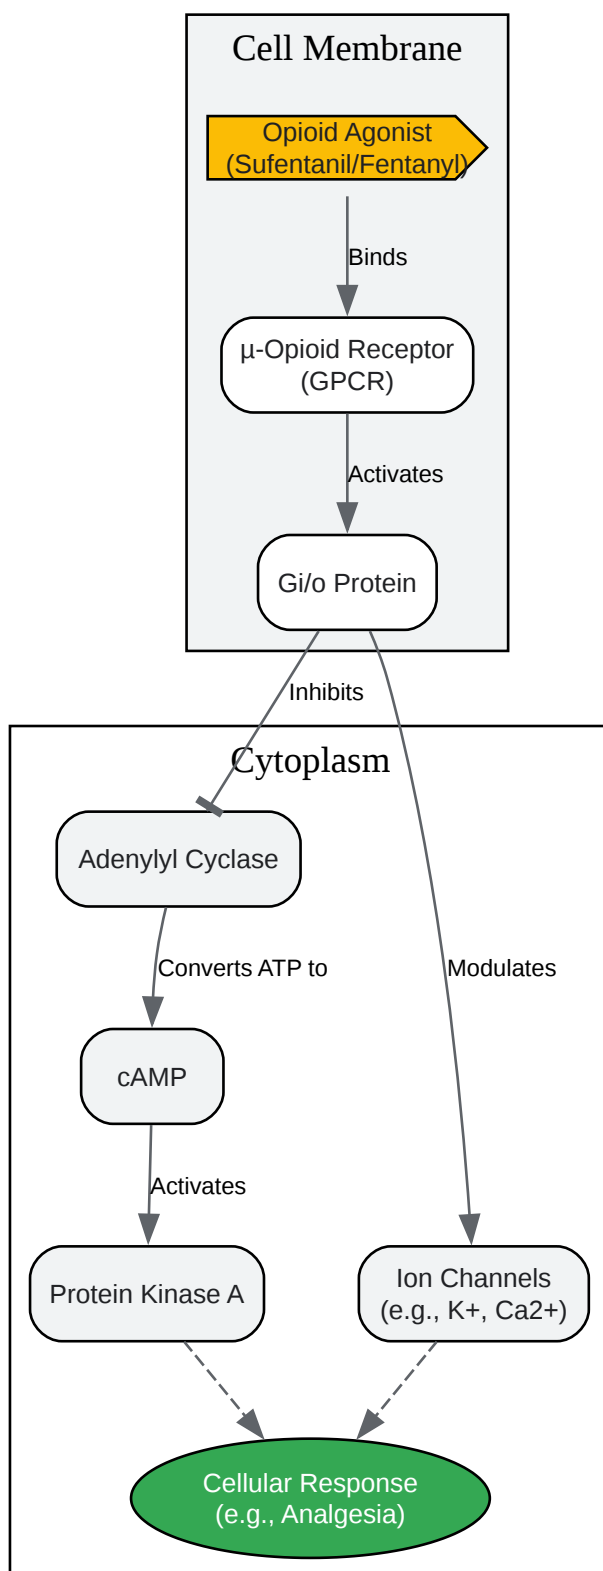 Cell Membrane
Opioid Agonist
(Sufentanil/Fentanyl)
Binds
µ-Opioid Receptor
(GPCR)
Activates
Gi/o Protein
Inhibits
Cytoplasm
Adenylyl Cyclase
Converts ATP to
Modulates
cAMP
Activates
Protein Kinase A
Ion Channels
(e.g., K+, Ca2+)
Cellular Response
(e.g., Analgesia)